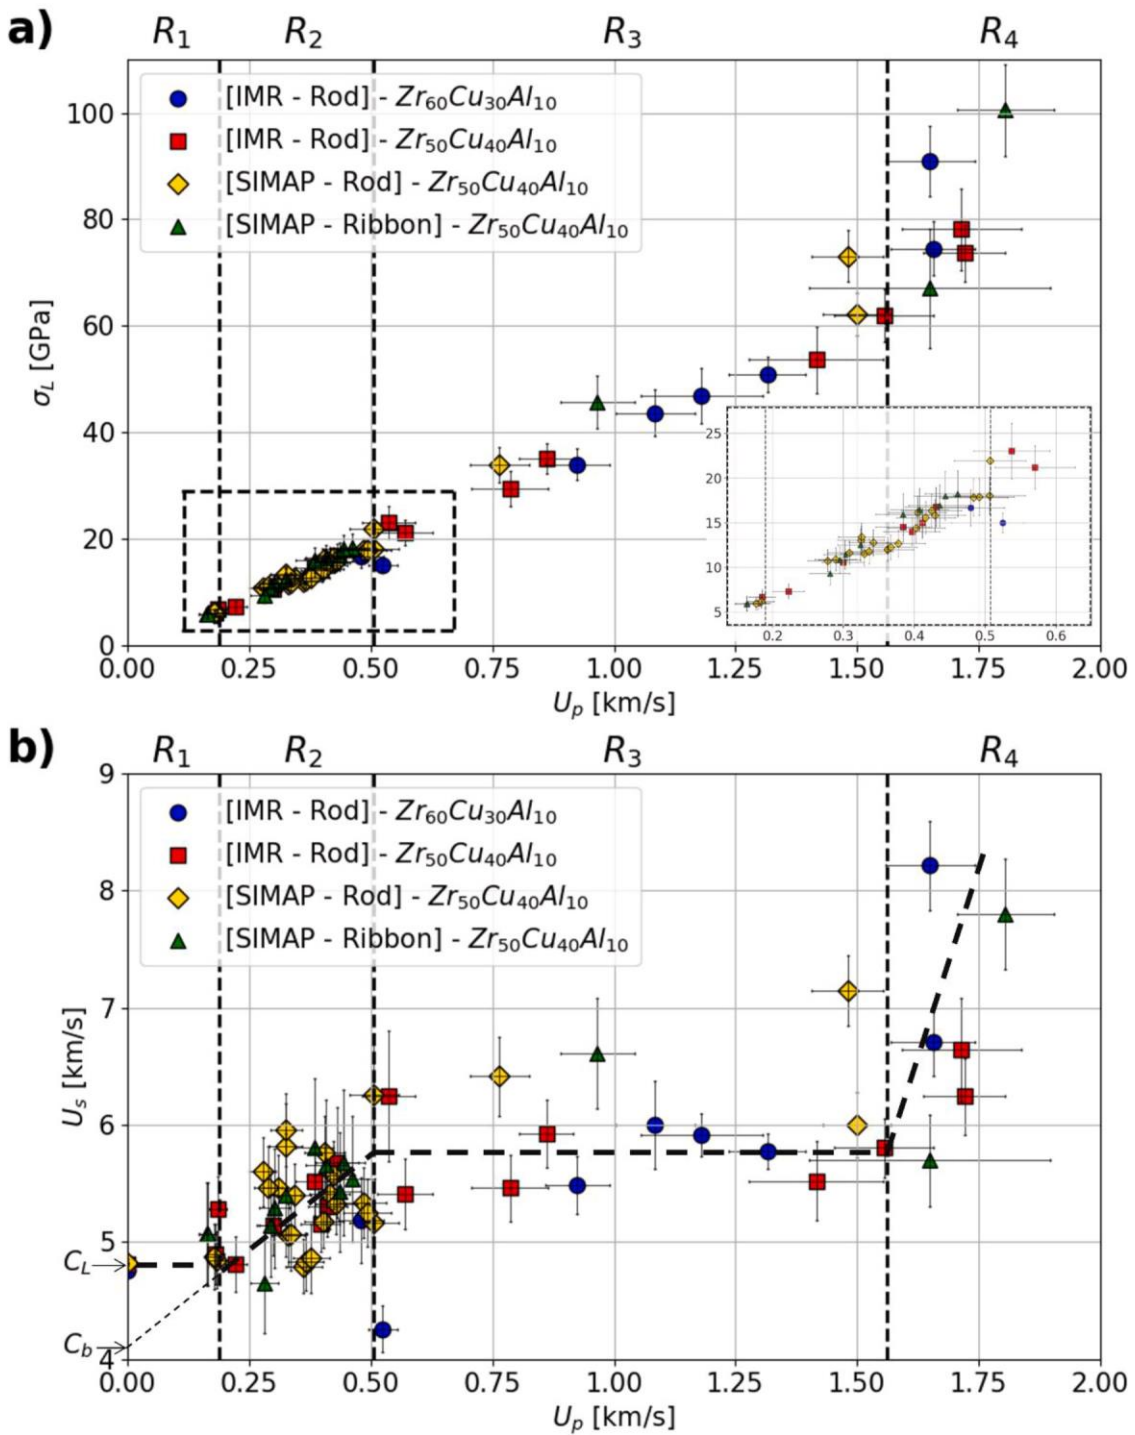 a)
R1 R2 R3 R4
[IMR - Rod] - Zr60Cu30Al10
[IMR - Rod] - Zr50Cu40Al10
[SIMAP - Rod] - Zr50Cu40Al10
[SIMAP - Ribbon] - Zr50Cu40Al10
100
80
60
40
20
0
σL [GPa]
25
20
15
10
5
0.2 0.3 0.4 0.5 0.6
0.00 0.25 0.50 0.75 1.00 1.25 1.50 1.75 2.00
Up [km/s]
b)
R1 R2 R3 R4
[IMR - Rod] - Zr60Cu30Al10
[IMR - Rod] - Zr50Cu40Al10
[SIMAP - Rod] - Zr50Cu40Al10
[SIMAP - Ribbon] - Zr50Cu40Al10
9
8
7
6
5
CL
Cb
4
Us [km/s]
0.00 0.25 0.50 0.75 1.00 1.25 1.50 1.75 2.00
Up [km/s]